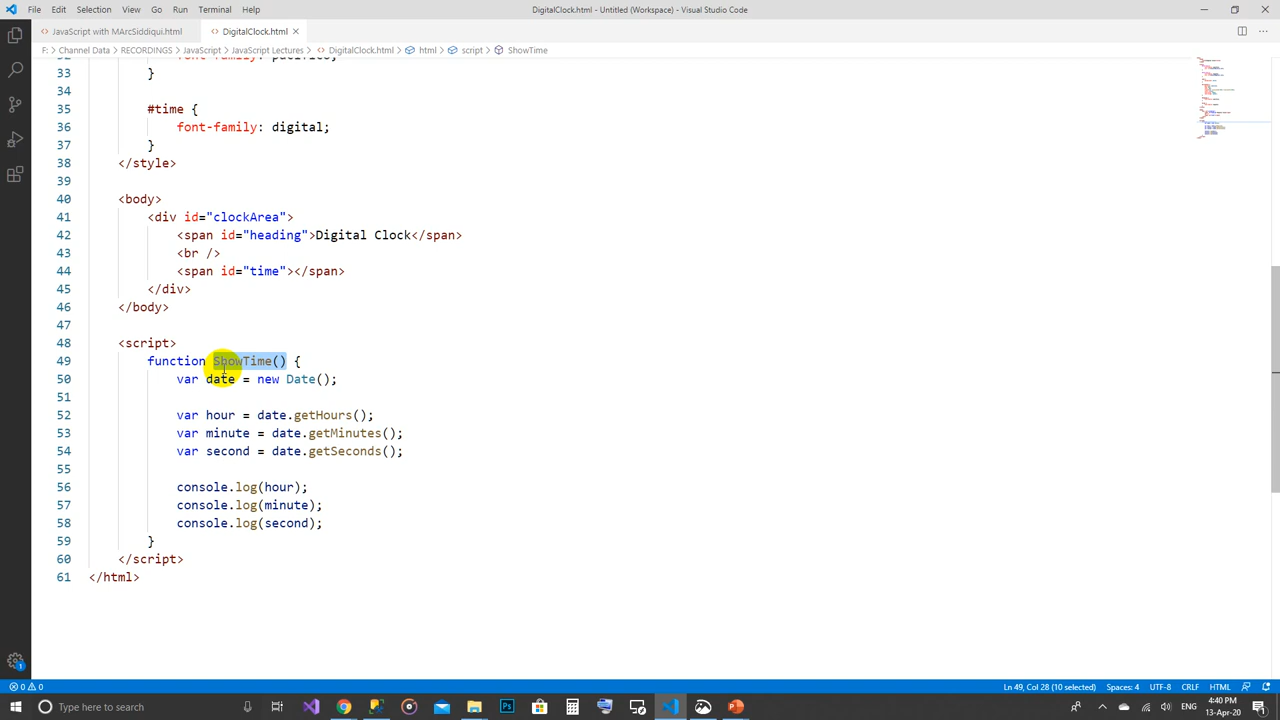 File Edit Selection View Go Run Terminal Help DigitalClock.html - Untitled (Workspace) - Visual Studio Code
JavaScript with MArcSiddiqui.html DigitalClock.html
F: > Channel Data > RECORDINGS > JavaScript > JavaScript Lectures > DigitalClock.html > html > script > ShowTime
32 font-family: pacifico;
33 }
34
35 #time {
36 font-family: digital;
37 }
38 </style>
39
40 <body>
41 <div id="clockArea">
42 <span id="heading">Digital Clock</span>
43 <br />
44 <span id="time"></span>
45 </div>
46 </body>
47
48 <script>
49 function ShowTime() {
50 var date = new Date();
51
52 var hour = date.getHours();
53 var minute = date.getMinutes();
54 var second = date.getSeconds();
55
56 console.log(hour);
57 console.log(minute);
58 console.log(second);
59 }
60 </script>
61 </html>
1
0 0 Ln 49, Col 28 (10 selected) Spaces: 4 UTF-8 CRLF HTML
Type here to search ENG 4:40 PM
13-Apr-20